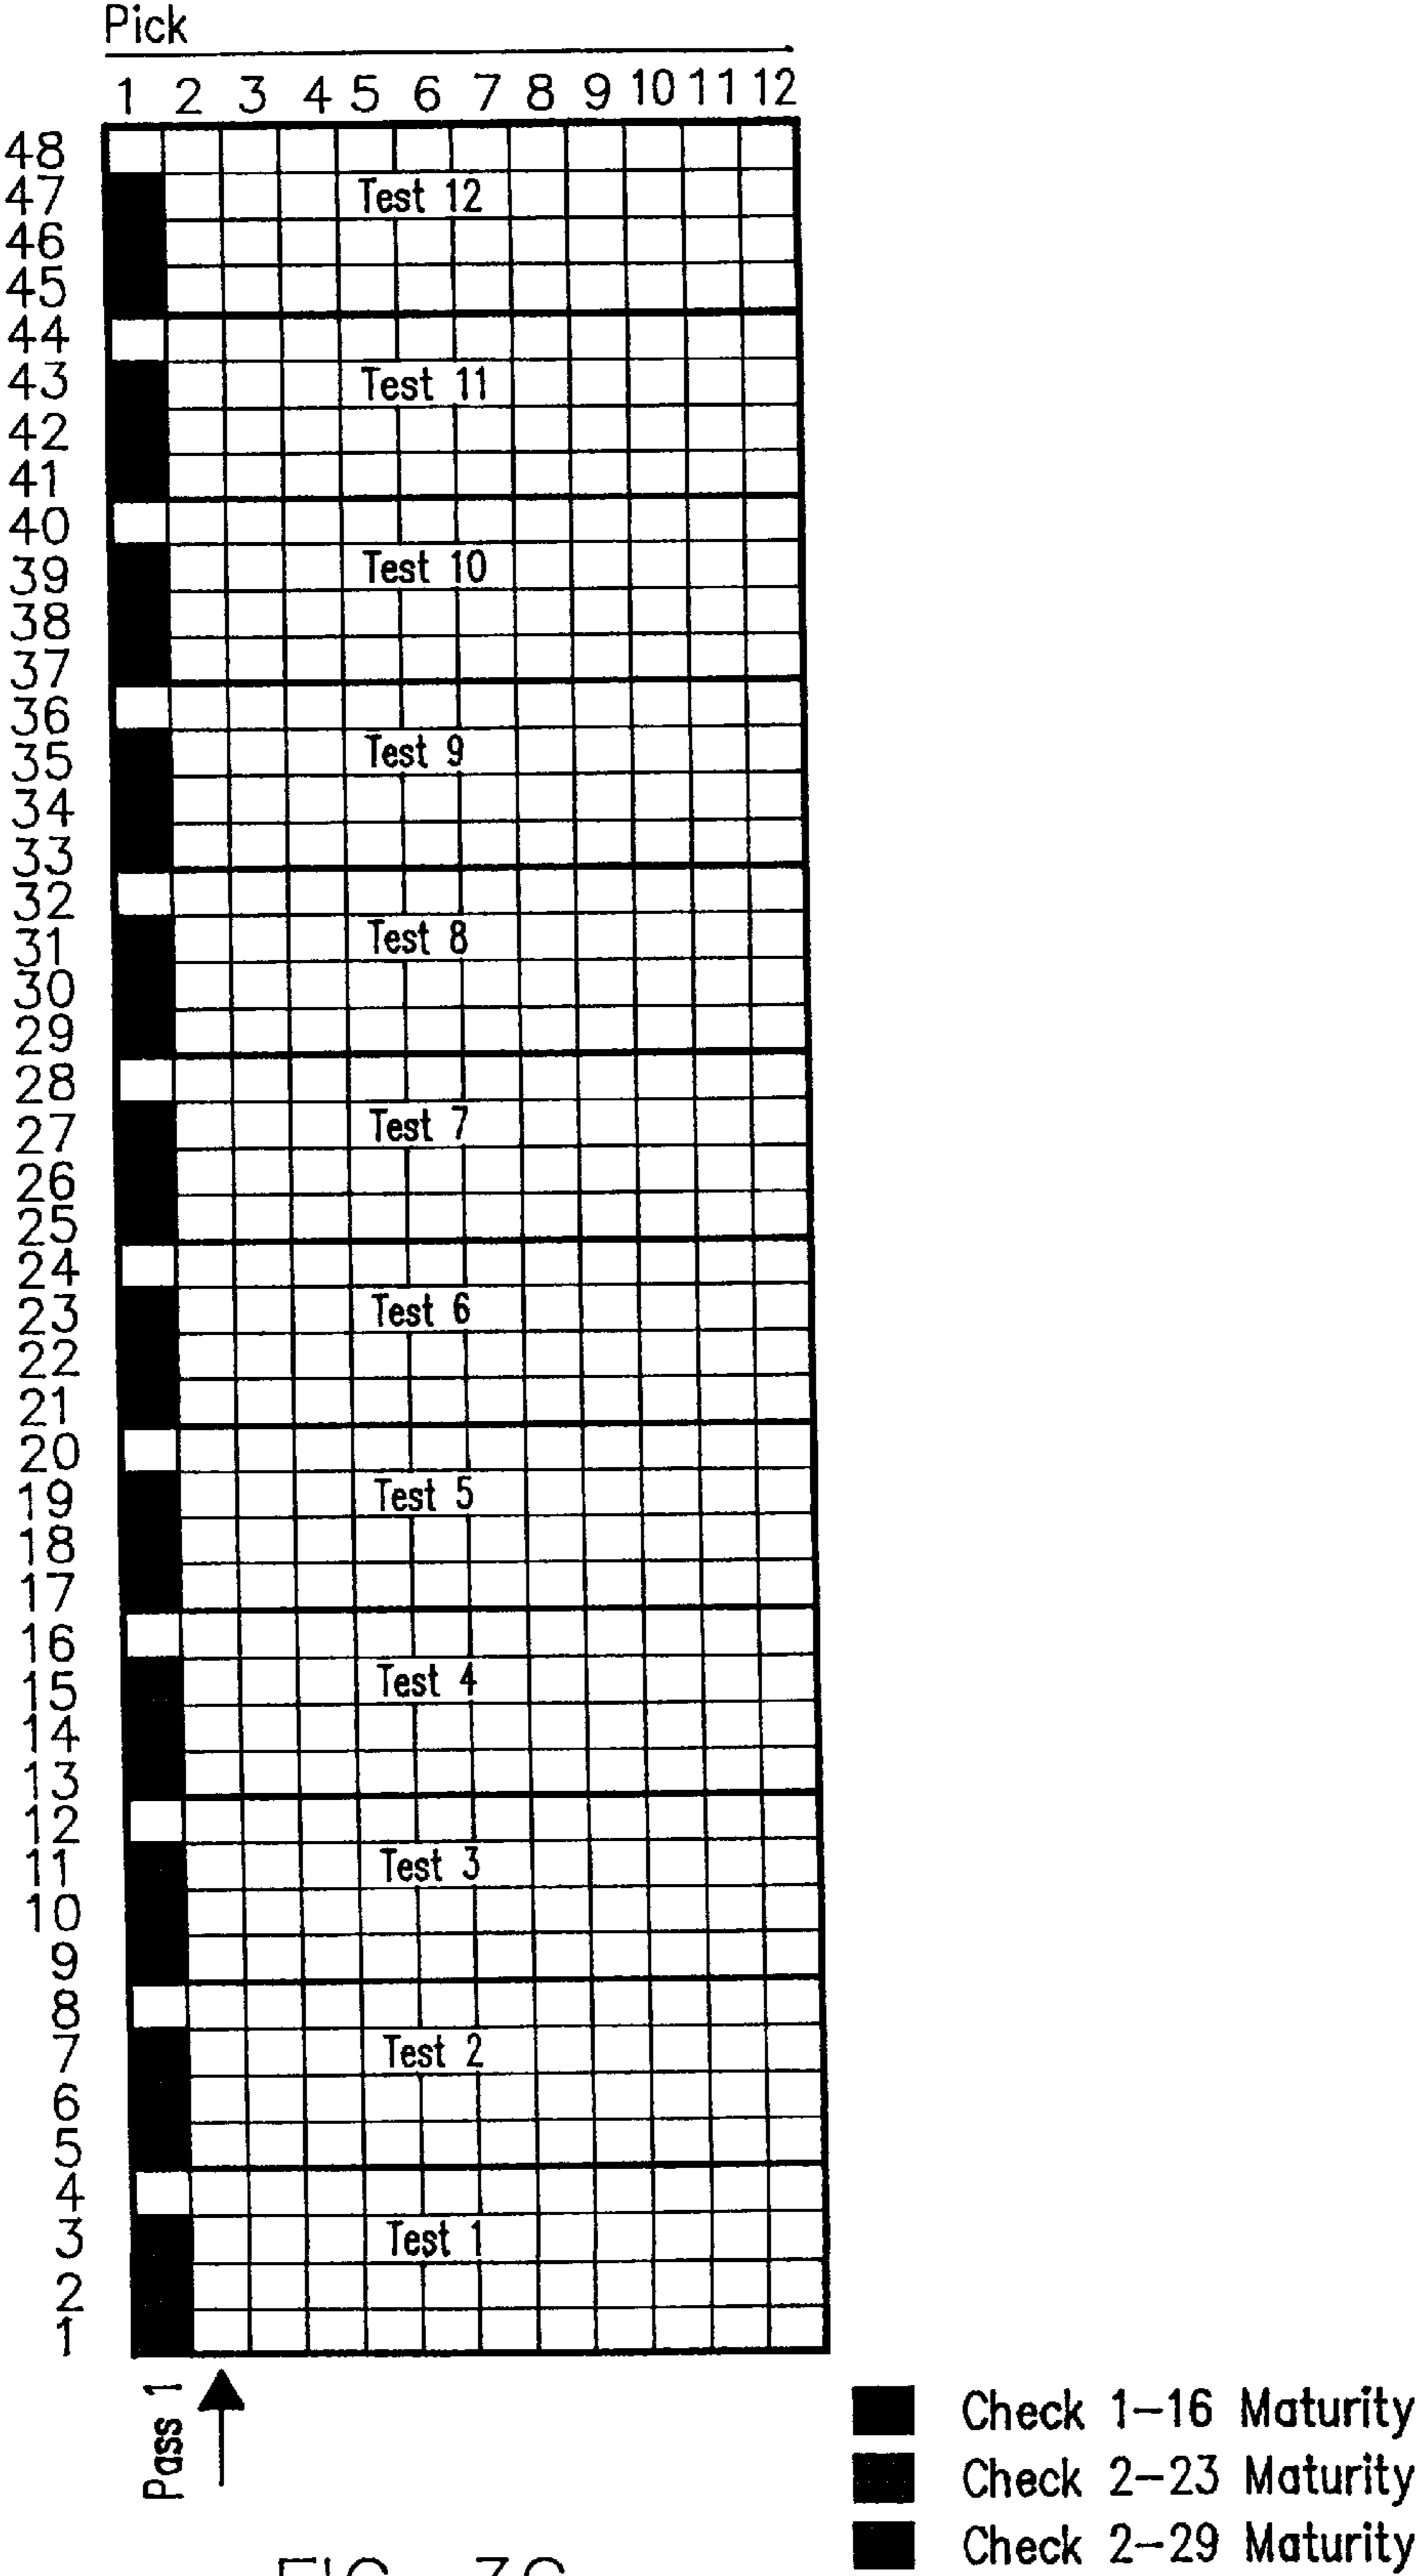 Pick
1 2 3 4 5 6 7 8 9 10 11 12
48
47 Test 12
46
45
44
43 Test 11
42
41
40
39 Test 10
38
37
36
35 Test 9
34
33
32
31 Test 8
30
29
28
27 Test 7
26
25
24
23 Test 6
22
21
20
19 Test 5
18
17
16
15 Test 4
14
13
12
11 Test 3
10
9
8
7 Test 2
6
5
4
3 Test 1
2
1
Pass 1
Check 1-16 Maturity
Check 2-23 Maturity
Check 2-29 Maturity